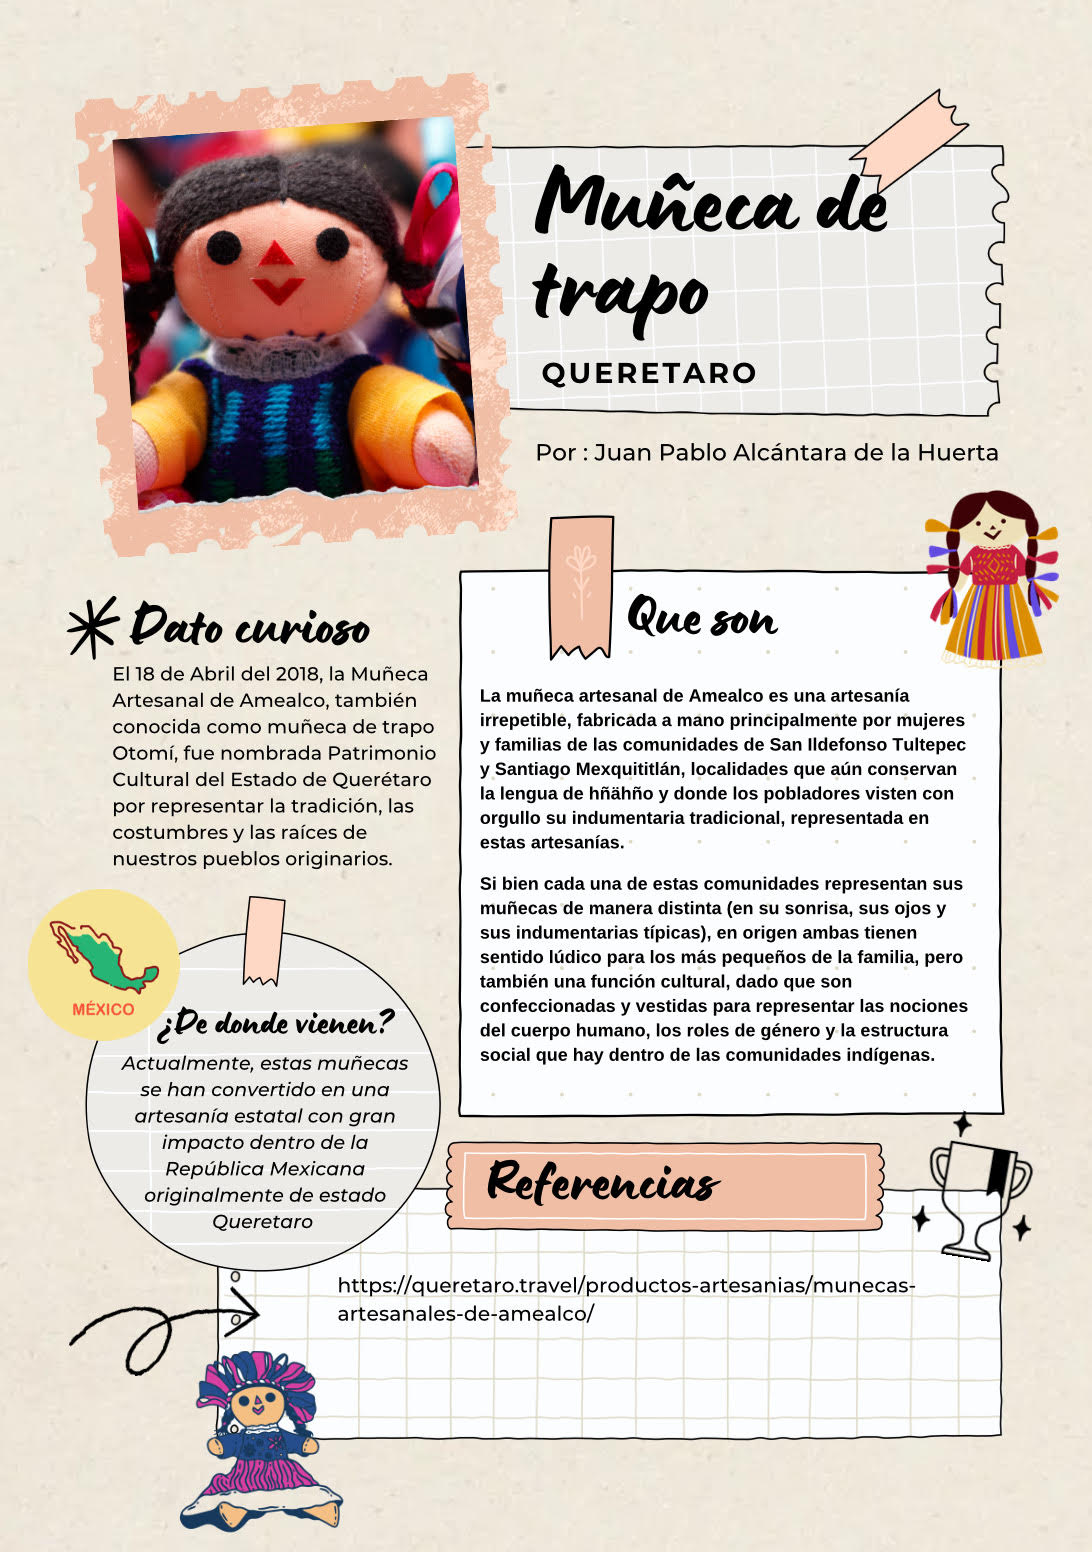 Muñeca de
trapo
QUERETARO
Por : Juan Pablo Alcántara de la Huerta
Dato curioso
El 18 de Abril del 2018, la Muñeca
Artesanal de Amealco, también
conocida como muñeca de trapo
Otomí, fue nombrada Patrimonio
Cultural del Estado de Querétaro
por representar la tradición, las
costumbres y las raíces de
nuestros pueblos originarios.
Que son
La muñeca artesanal de Amealco es una artesanía
irrepetible, fabricada a mano principalmente por mujeres
y familias de las comunidades de San Ildefonso Tultepec
y Santiago Mexquititlán, localidades que aún conservan
la lengua de hñähño y donde los pobladores visten con
orgullo su indumentaria tradicional, representada en
estas artesanías.
Si bien cada una de estas comunidades representan sus
muñecas de manera distinta (en su sonrisa, sus ojos y
sus indumentarias típicas), en origen ambas tienen
sentido lúdico para los más pequeños de la familia, pero
también una función cultural, dado que son
confeccionadas y vestidas para representar las nociones
del cuerpo humano, los roles de género y la estructura
social que hay dentro de las comunidades indígenas.
MÉXICO
¿De donde vienen?
Actualmente, estas muñecas
se han convertido en una
artesanía estatal con gran
impacto dentro de la
República Mexicana
originalmente de estado
Queretaro
Referencias
https://queretaro.travel/productos-artesanias/munecas-
artesanales-de-amealco/